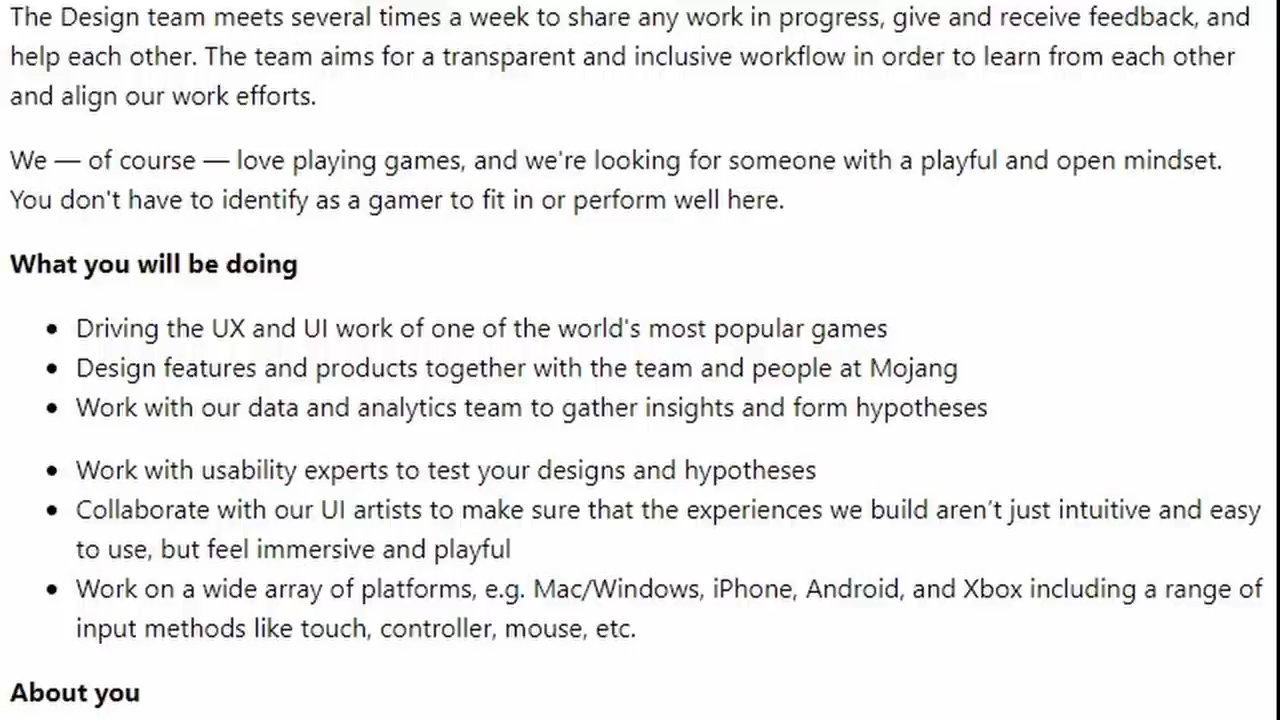 The Design team meets several times a week to share any work in progress, give and receive feedback, and
help each other. The team aims for a transparent and inclusive workflow in order to learn from each other
and align our work efforts.
We — of course — love playing games, and we're looking for someone with a playful and open mindset.
You don't have to identify as a gamer to fit in or perform well here.
What you will be doing
• Driving the UX and UI work of one of the world's most popular games
• Design features and products together with the team and people at Mojang
• Work with our data and analytics team to gather insights and form hypotheses
• Work with usability experts to test your designs and hypotheses
• Collaborate with our UI artists to make sure that the experiences we build aren’t just intuitive and easy
to use, but feel immersive and playful
• Work on a wide array of platforms, e.g. Mac/Windows, iPhone, Android, and Xbox including a range of
input methods like touch, controller, mouse, etc.
About you